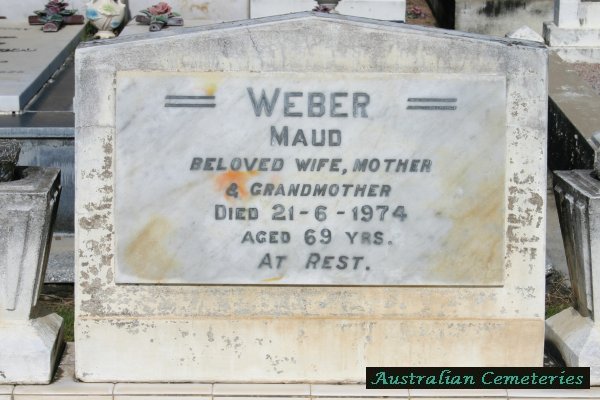 = WEBER =
MAUD
BELOVED WIFE, MOTHER
& GRANDMOTHER
DIED 21-6-1974
AGED 69 YRS.
AT REST.
Australian Cemeteries